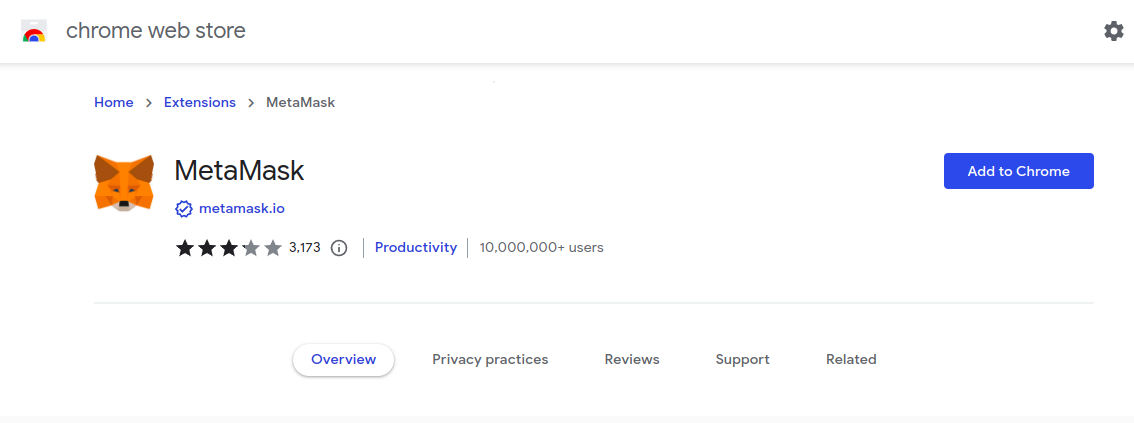 chrome web store
Home > Extensions > MetaMask
MetaMask
Add to Chrome
metamask.io
3,173 Productivity 10,000,000+ users
Overview Privacy practices Reviews Support Related